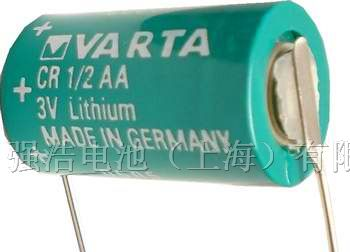 +
VARTA
CR 1/2 AA
+
3V Lithium
MADE IN GERMANY
强浩电池（上海）有限